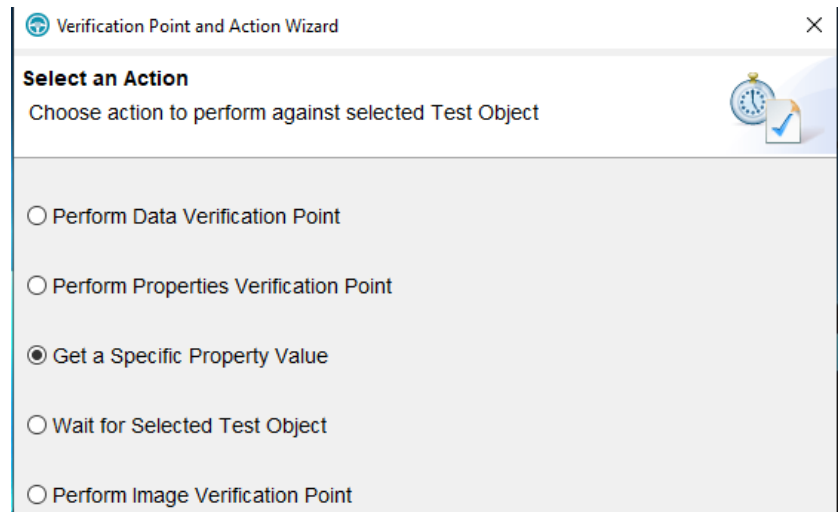 Verification Point and Action Wizard
Select an Action
Choose action to perform against selected Test Object
Perform Data Verification Point
Perform Properties Verification Point
Get a Specific Property Value
Wait for Selected Test Object
Perform Image Verification Point